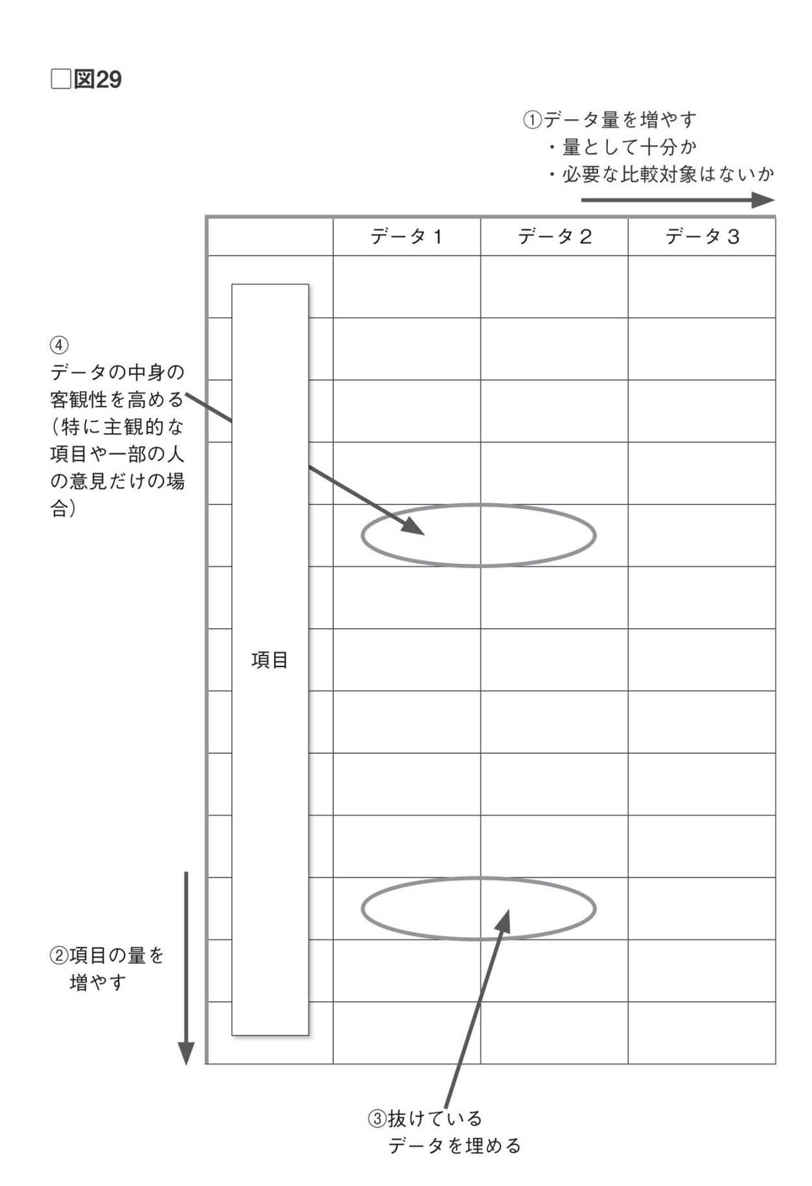 □図29
①データ量を増やす
・量として十分か
・必要な比較対象はないか
データ1
データ2
データ3
④
データの中身の
客観性を高める
（特に主観的な
項目や一部の人
の意見だけの場
合）
項目
②項目の量を
増やす
③抜けている
データを埋める